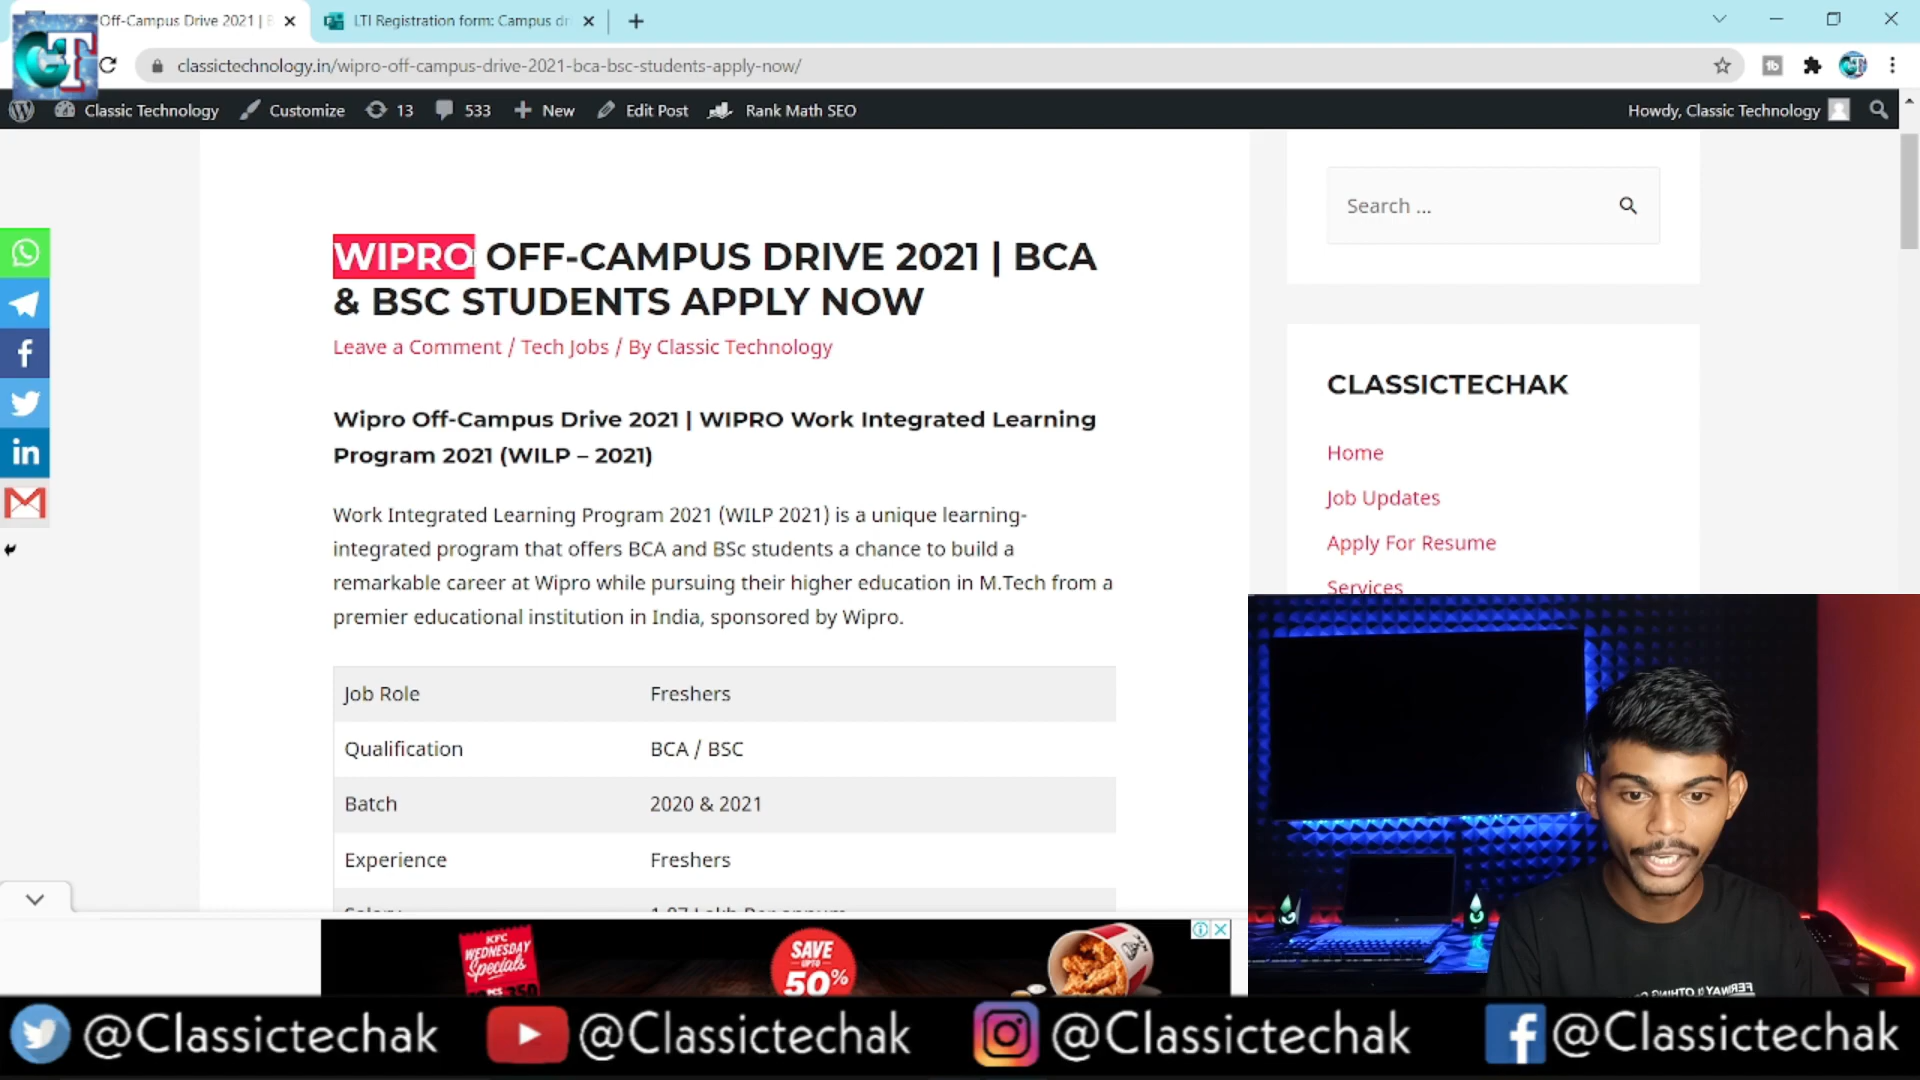 Off-Campus Drive 2021 |
LTI Registration form: Campus dr
classictechnology.in/wipro-off-campus-drive-2021-bca-bsc-students-apply-now/
Classic Technology
Customize
13
533
New
Edit Post
Rank Math SEO
Howdy, Classic Technology
Search ...
WIPRO OFF-CAMPUS DRIVE 2021 | BCA
& BSC STUDENTS APPLY NOW
Leave a Comment / Tech Jobs / By Classic Technology
Wipro Off-Campus Drive 2021 | WIPRO Work Integrated Learning
Program 2021 (WILP – 2021)
Work Integrated Learning Program 2021 (WILP 2021) is a unique learning-
integrated program that offers BCA and BSc students a chance to build a
remarkable career at Wipro while pursuing their higher education in M.Tech from a
premier educational institution in India, sponsored by Wipro.
Job Role Freshers
Qualification BCA / BSC
Batch 2020 & 2021
Experience Freshers
CLASSICTECHAK
Home
Job Updates
Apply For Resume
Services
KFC
WEDNESDAY
Specials
SAVE
UPTO
50%
@Classictechak
@Classictechak
@Classictechak
@Classictechak